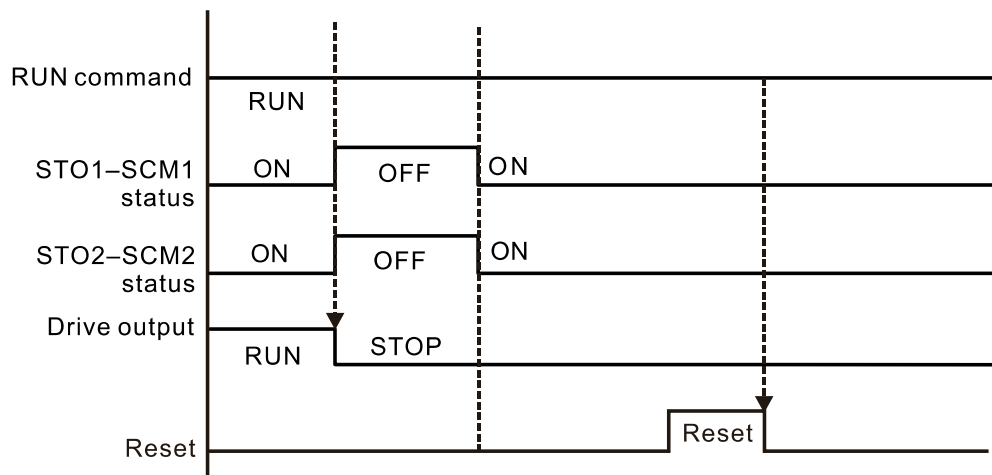 RUN command
RUN
STO1–SCM1
status
ON
OFF
ON
STO2–SCM2
status
ON
OFF
ON
Drive output
RUN
STOP
Reset
Reset